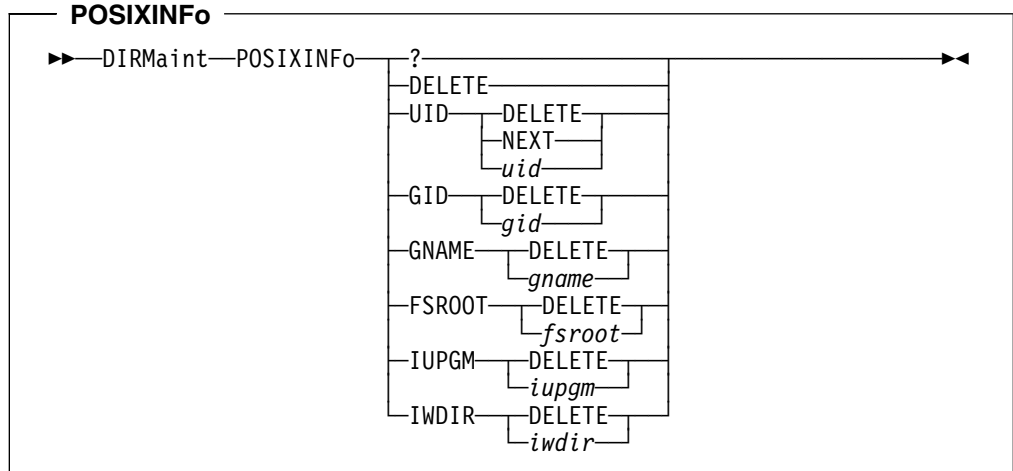 POSIXINFo
DIRMaint POSIXINFo ?
DELETE
UID DELETE
NEXT
uid
GID DELETE
gid
GNAME DELETE
gname
FSROOT DELETE
fsroot
IUPGM DELETE
iupgm
IWDIR DELETE
iwdir